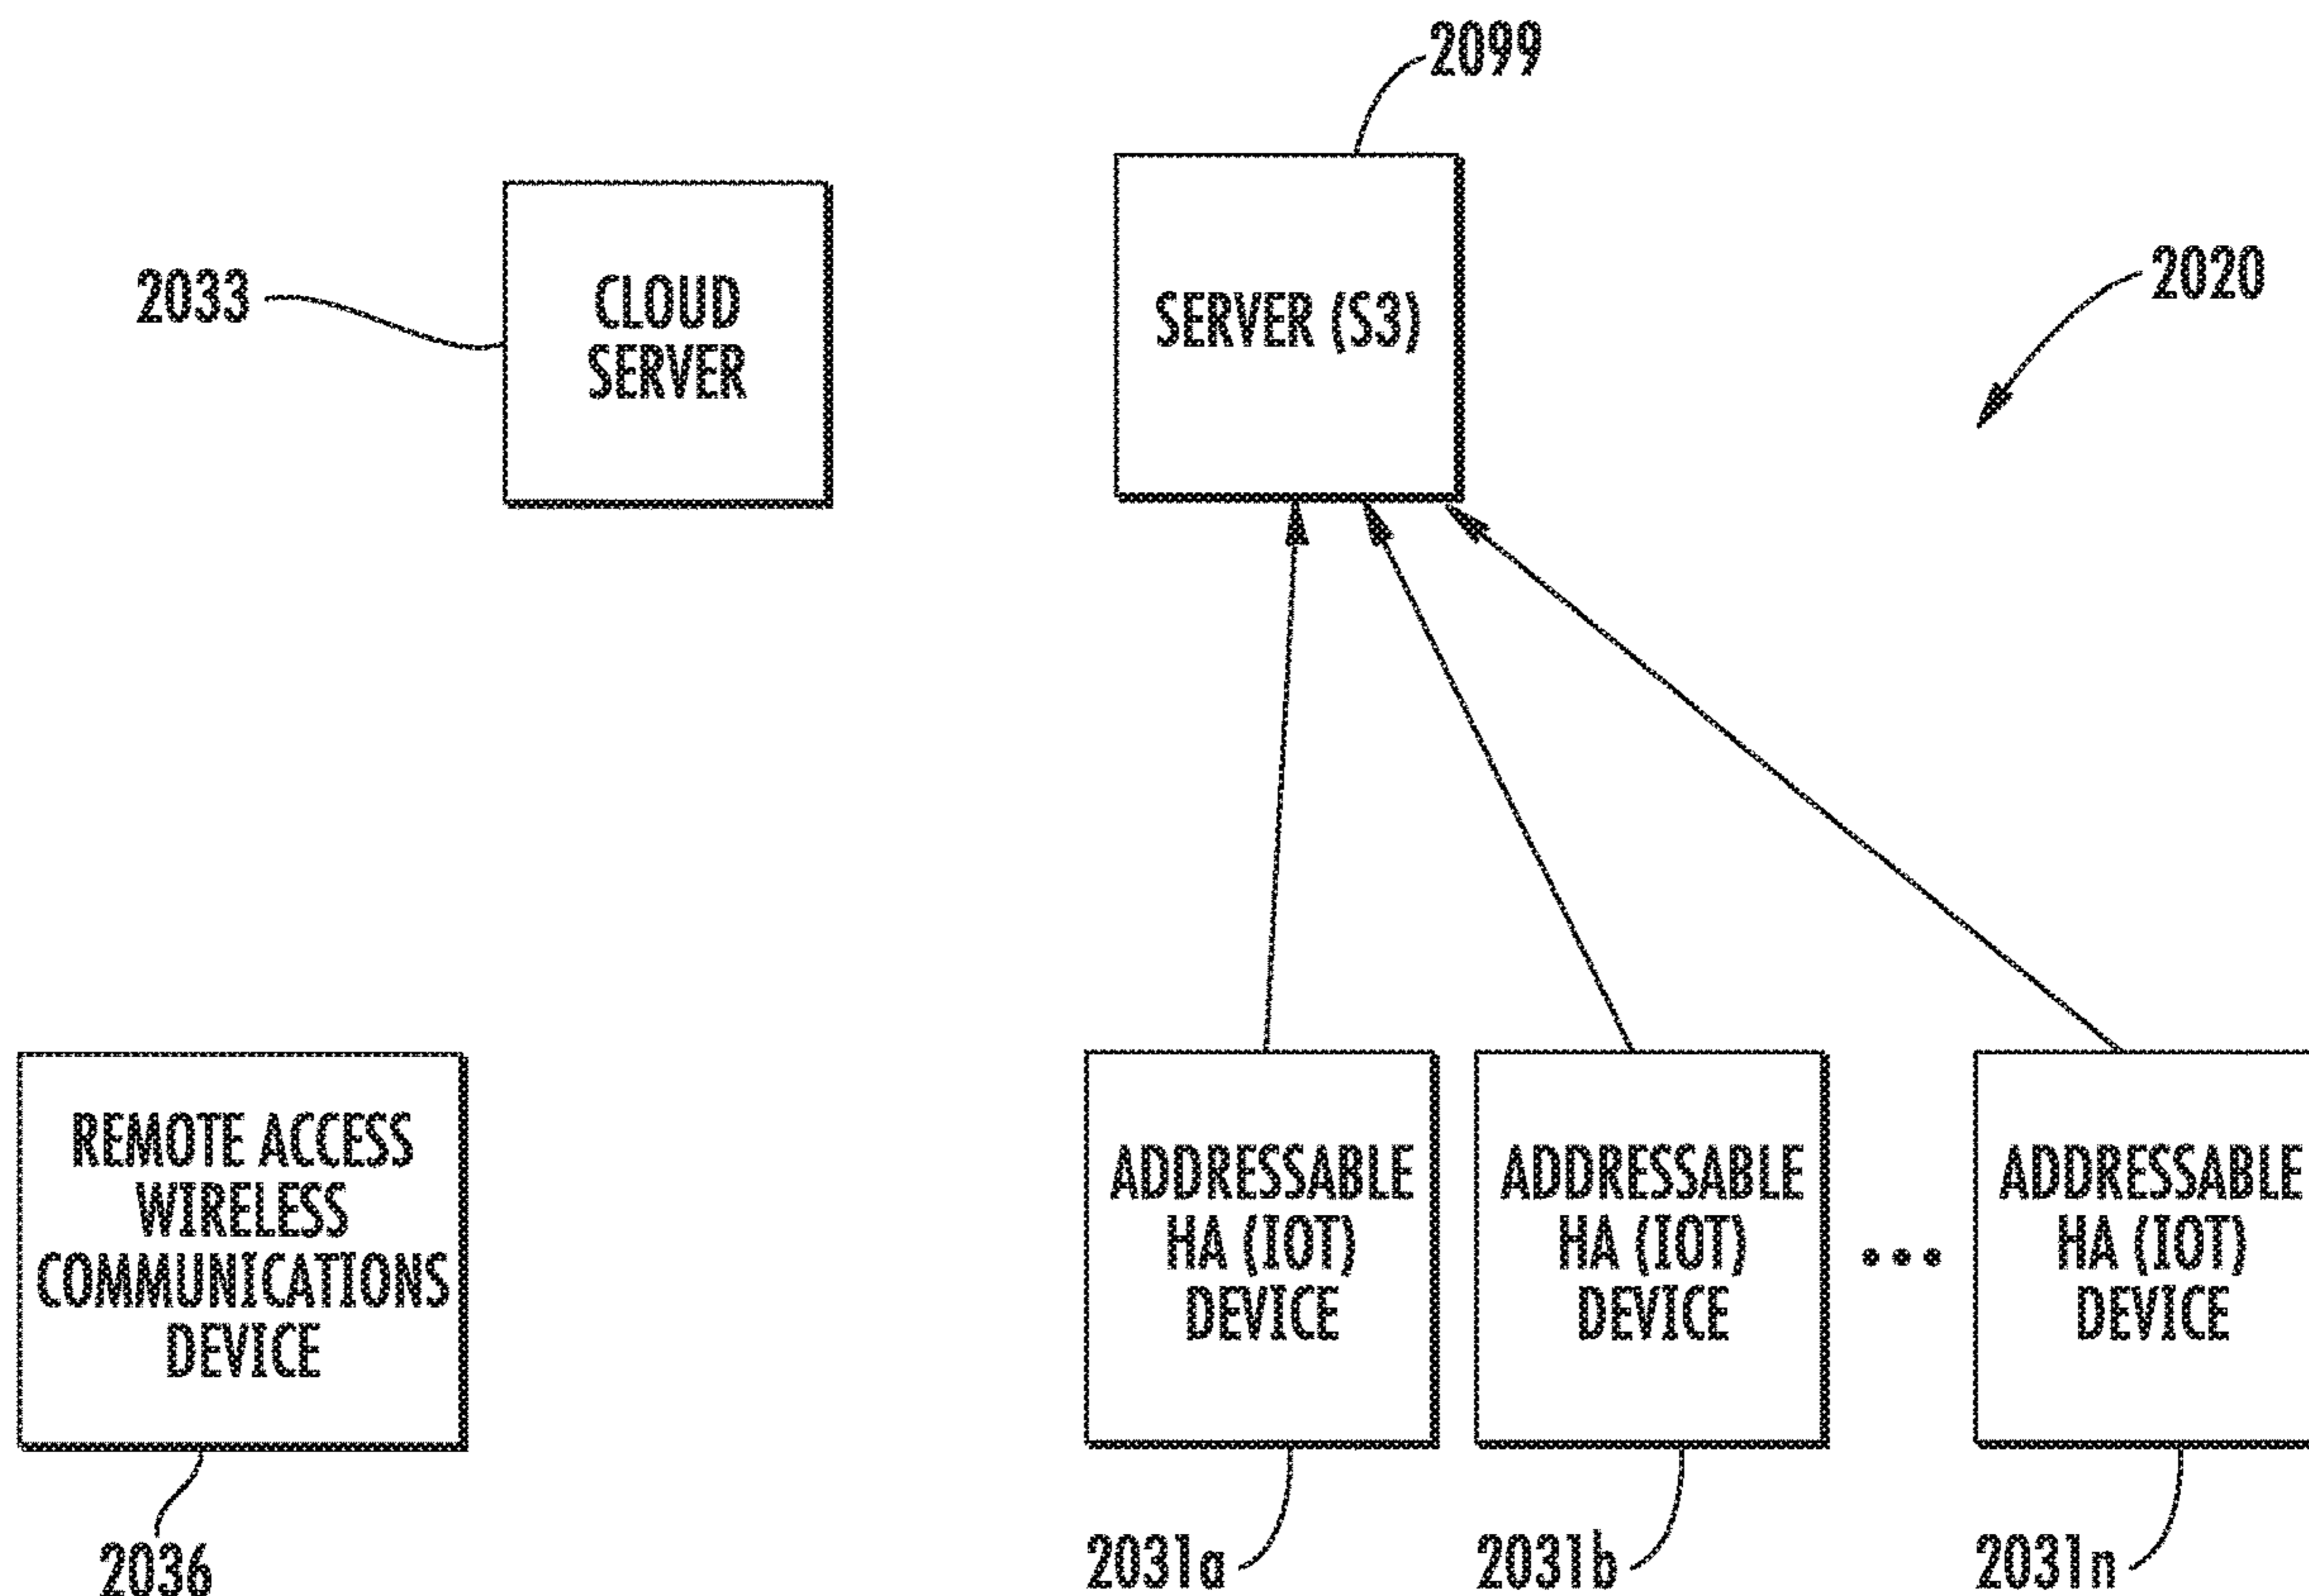 2099
2033
CLOUD
SERVER
SERVER (S3)
2020
REMOTE ACCESS
WIRELESS
COMMUNICATIONS
DEVICE
ADDRESSABLE
HA (IOT)
DEVICE
ADDRESSABLE
HA (IOT)
DEVICE
•••
ADDRESSABLE
HA (IOT)
DEVICE
2036
2031a
2031b
2031n